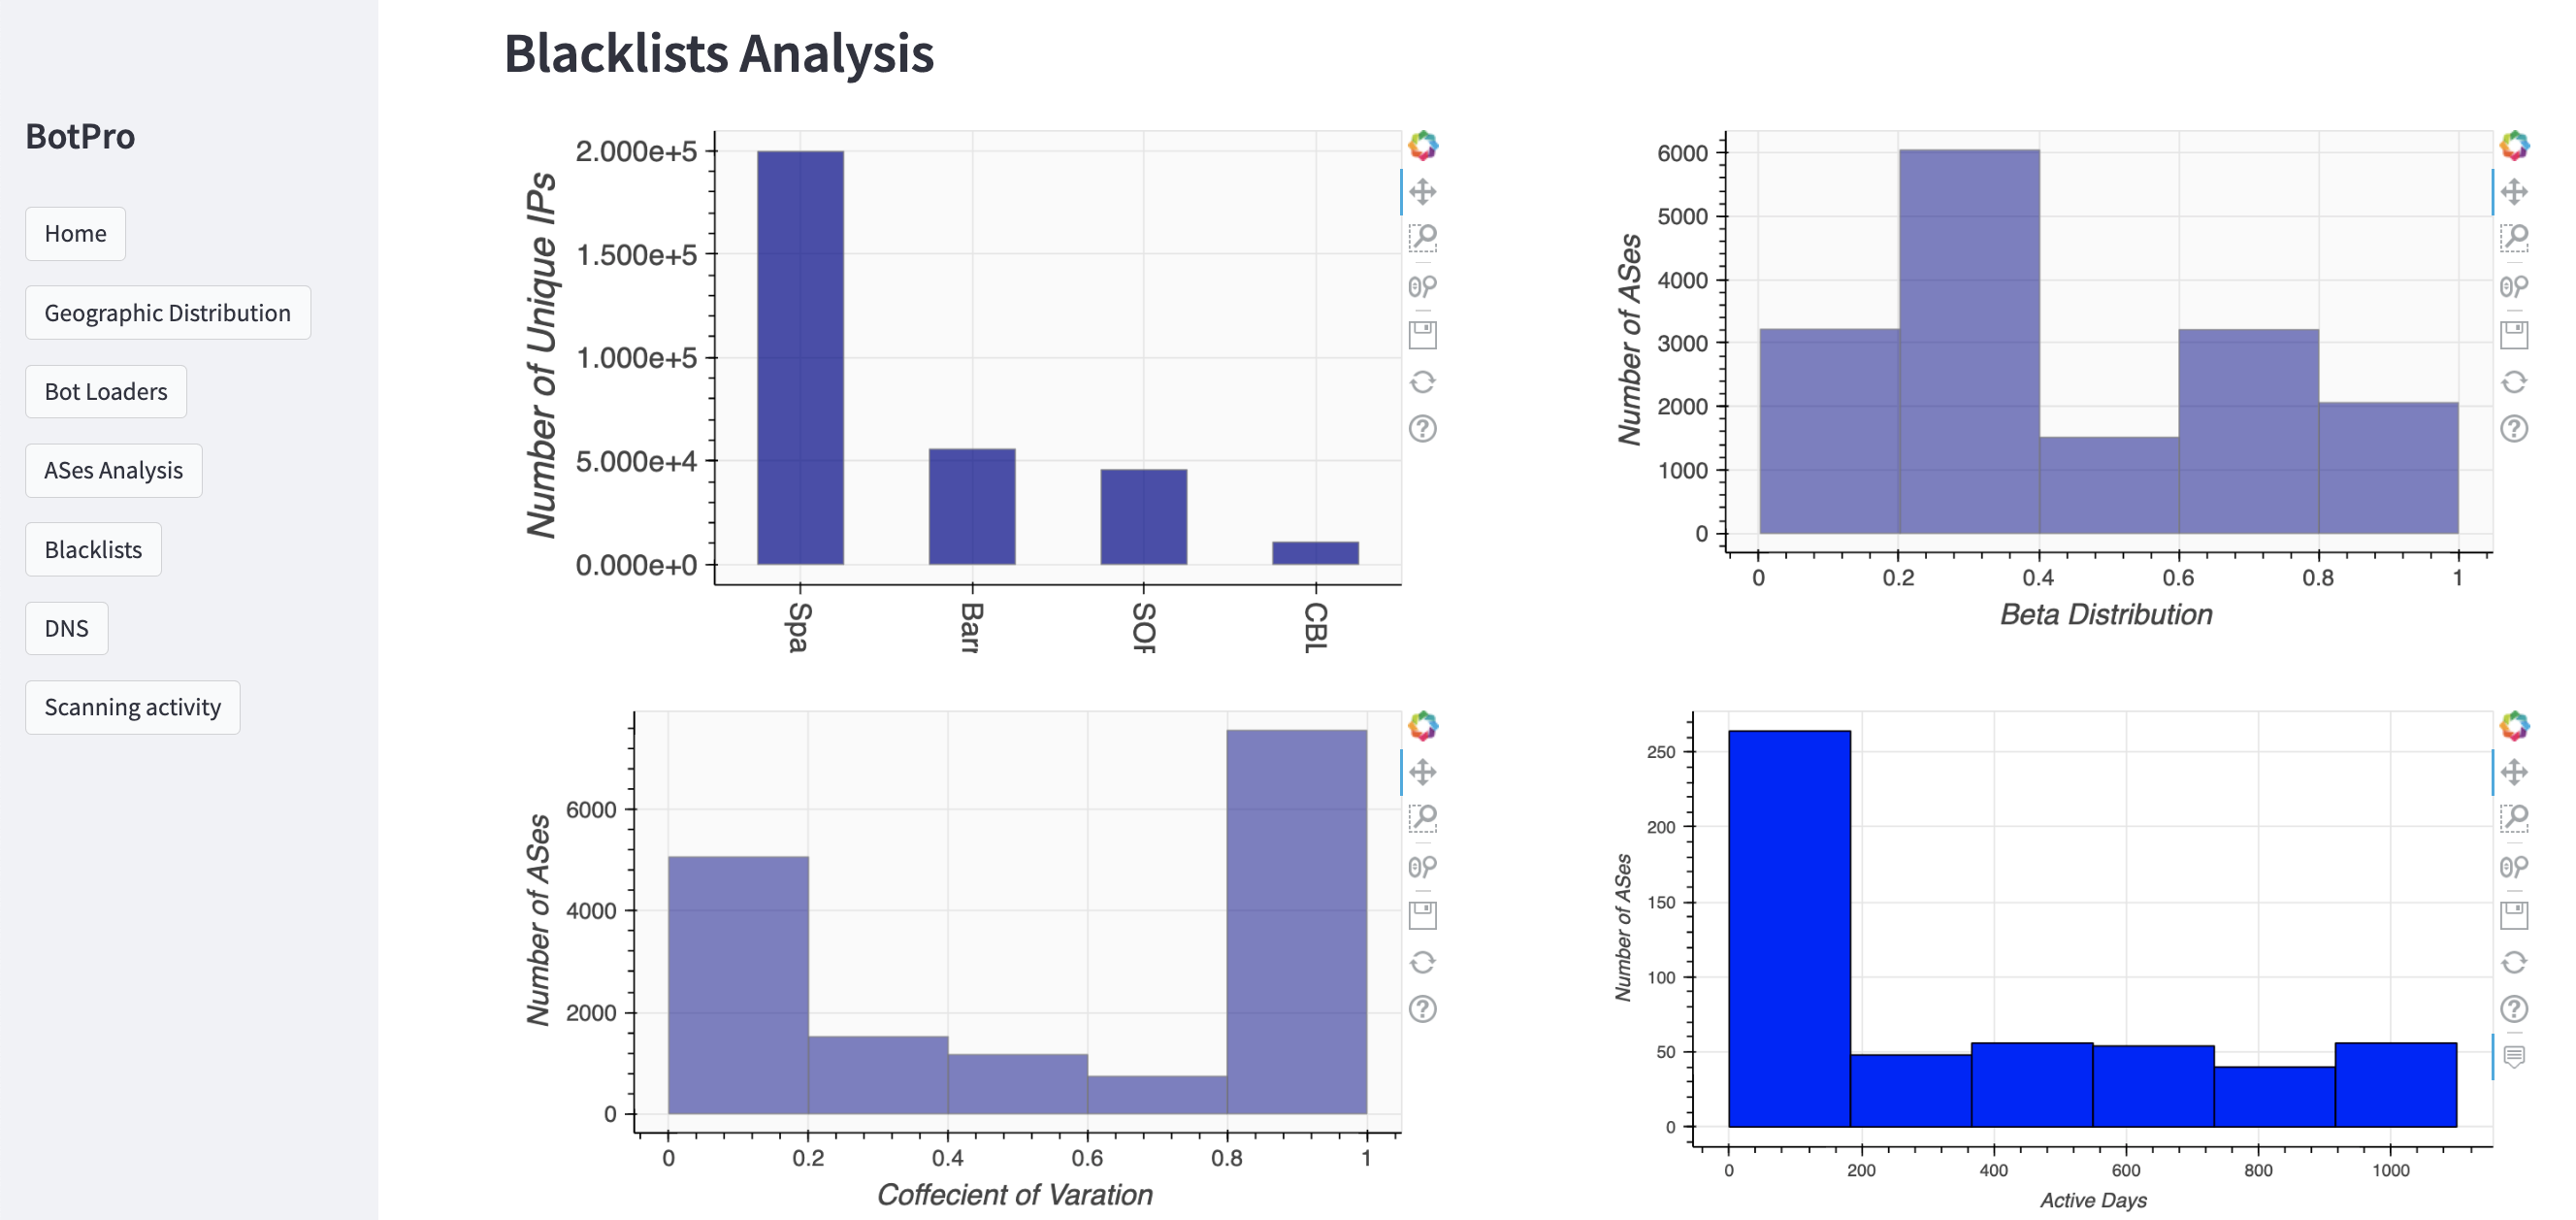 Blacklists Analysis
BotPro
Home
Geographic Distribution
Bot Loaders
ASes Analysis
Blacklists
DNS
Scanning activity
Number of Unique IPs
2.000e+5
1.500e+5
1.000e+5
5.000e+4
0.000e+0
Spa
Barr
SOF
CBL
Number of ASes
6000
5000
4000
3000
2000
1000
0
0 0.2 0.4 0.6 0.8 1
Beta Distribution
Number of ASes
6000
4000
2000
0
0 0.2 0.4 0.6 0.8 1
Coffecient of Varation
Number of ASes
250
200
150
100
50
0
0 200 400 600 800 1000
Active Days